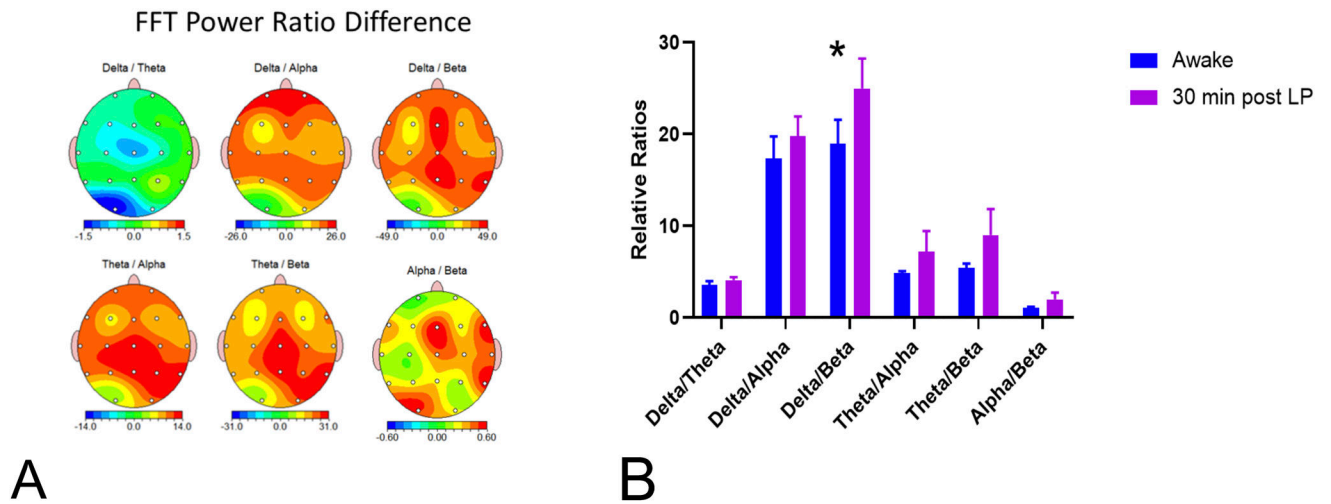 FFT Power Ratio Difference
Delta / Theta
Delta / Alpha
Delta / Beta
-1.5 0.0 1.5
-26.0 0.0 26.0
-49.0 0.0 49.0
Theta / Alpha
Theta / Beta
Alpha / Beta
-14.0 0.0 14.0
-31.0 0.0 31.0
-0.60 0.00 0.60
A
Relative Ratios
30
20
10
0
*
Delta/Theta
Delta/Alpha
Delta/Beta
Theta/Alpha
Theta/Beta
Alpha/Beta
Awake
30 min post LP
B